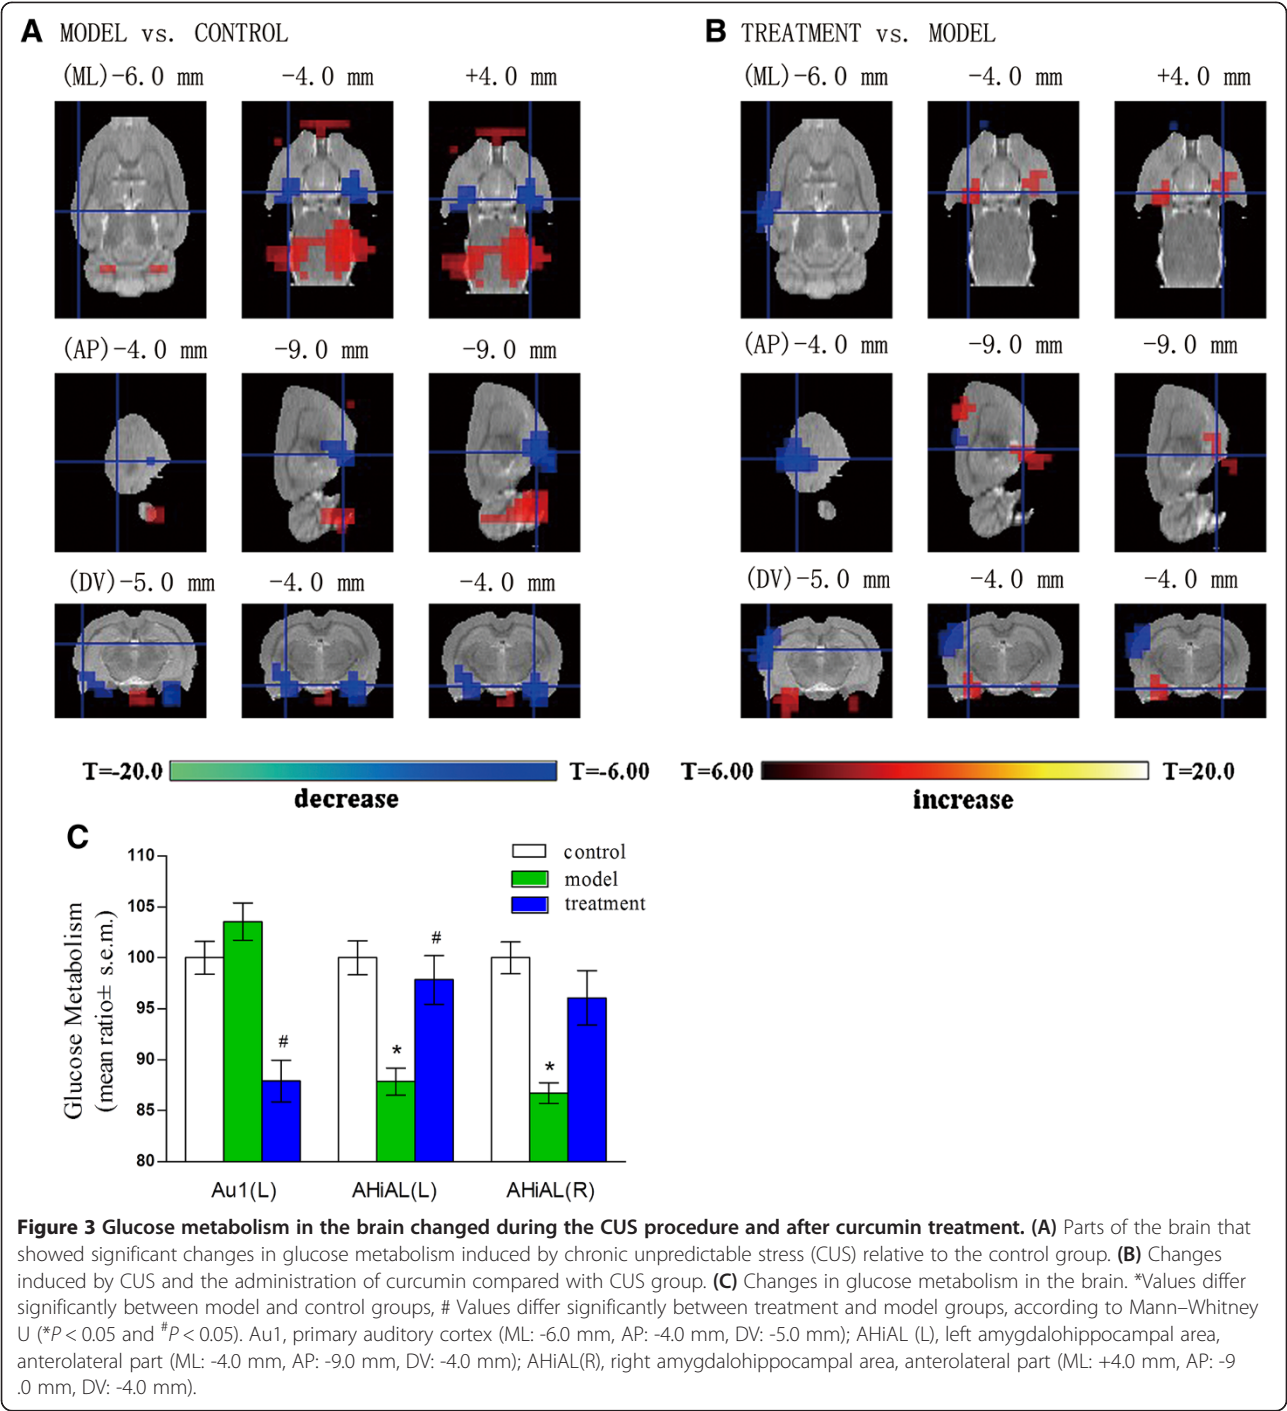 A MODEL vs. CONTROL
(ML)-6.0 mm -4.0 mm +4.0 mm
(AP)-4.0 mm -9.0 mm -9.0 mm
(DV)-5.0 mm -4.0 mm -4.0 mm
B TREATMENT vs. MODEL
(ML)-6.0 mm -4.0 mm +4.0 mm
(AP)-4.0 mm -9.0 mm -9.0 mm
(DV)-5.0 mm -4.0 mm -4.0 mm
T=-20.0 T=-6.00
decrease
T=6.00 T=20.0
increase
C
control
model
treatment
Glucose Metabolism
(mean ratio± s.e.m.)
110
105
100
95
90
85
80
#
*
#
*
Au1(L) AHiAL(L) AHiAL(R)
Figure 3 Glucose metabolism in the brain changed during the CUS procedure and after curcumin treatment. (A) Parts of the brain that
showed significant changes in glucose metabolism induced by chronic unpredictable stress (CUS) relative to the control group. (B) Changes
induced by CUS and the administration of curcumin compared with CUS group. (C) Changes in glucose metabolism in the brain. *Values differ
significantly between model and control groups, # Values differ significantly between treatment and model groups, according to Mann–Whitney
U (*P < 0.05 and #P < 0.05). Au1, primary auditory cortex (ML: -6.0 mm, AP: -4.0 mm, DV: -5.0 mm); AHiAL (L), left amygdalohippocampal area,
anterolateral part (ML: -4.0 mm, AP: -9.0 mm, DV: -4.0 mm); AHiAL(R), right amygdalohippocampal area, anterolateral part (ML: +4.0 mm, AP: -9
.0 mm, DV: -4.0 mm).